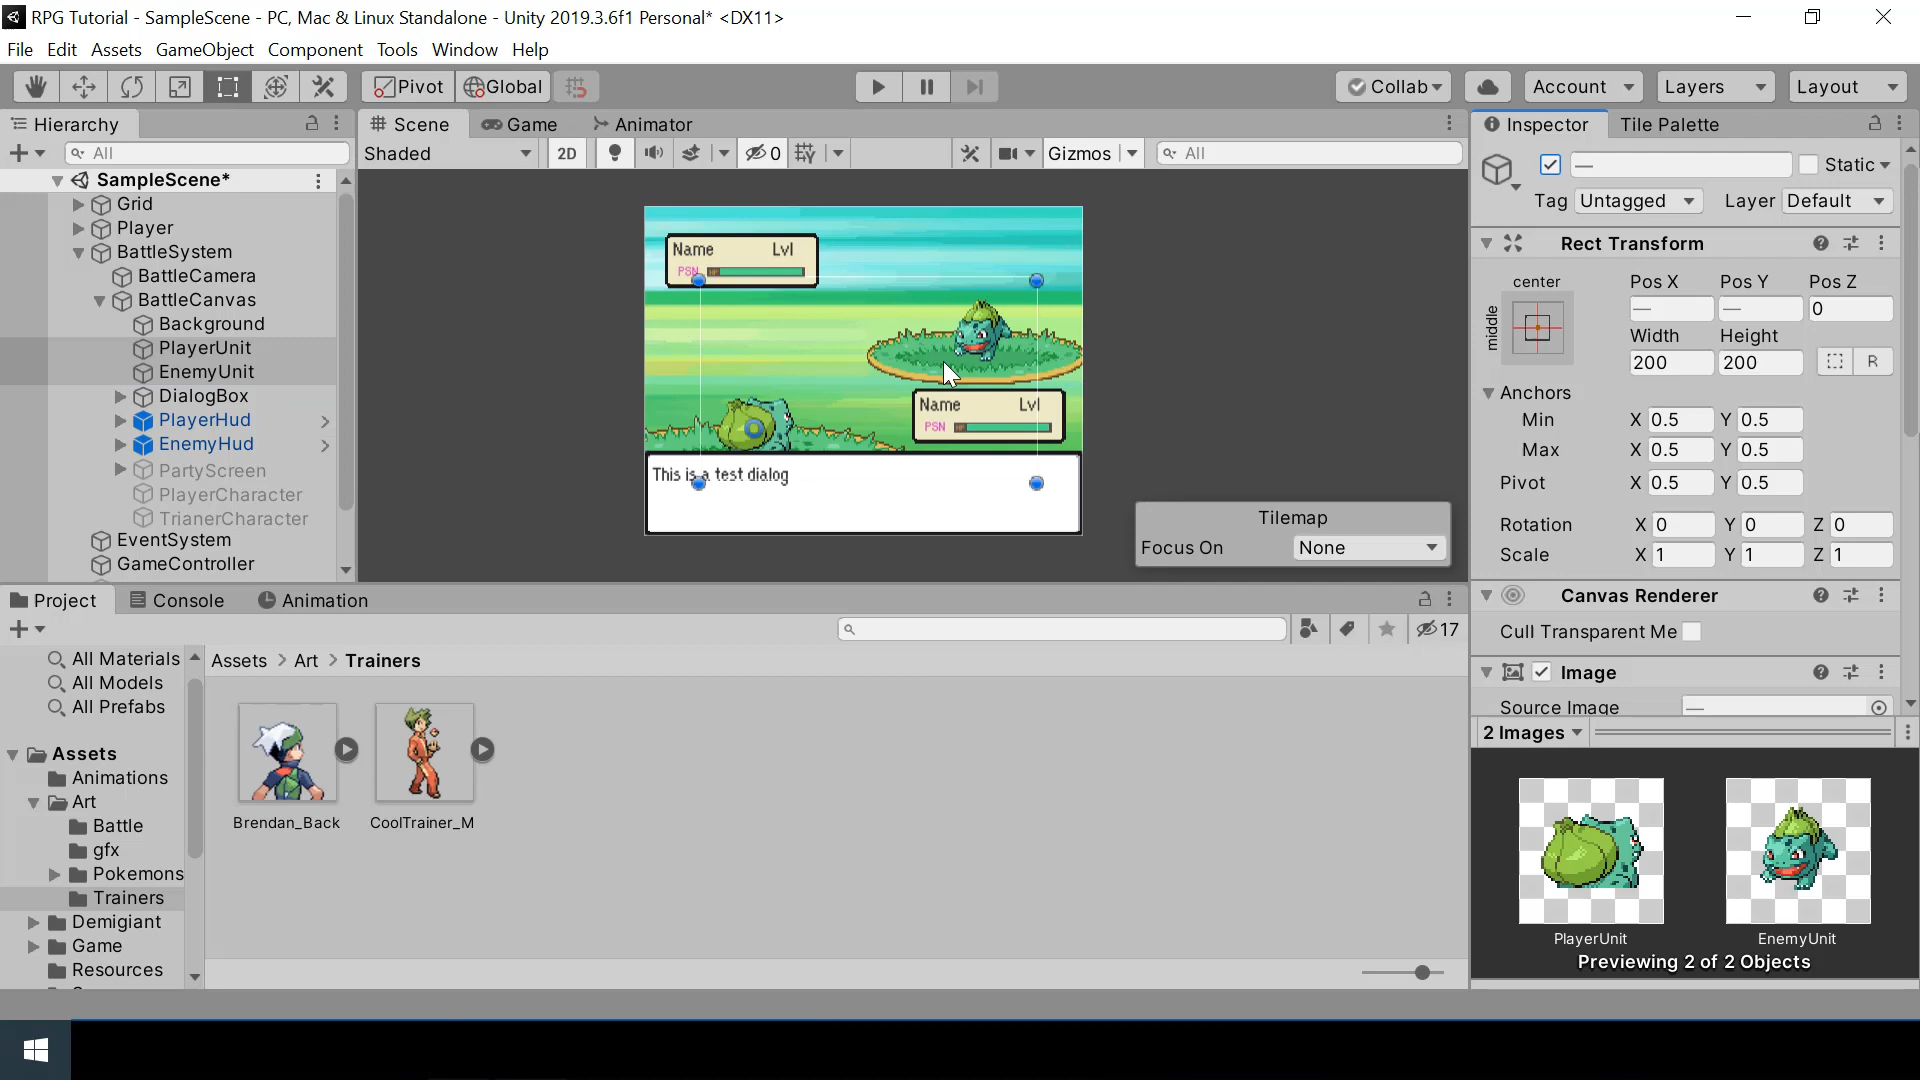 RPG Tutorial - SampleScene - PC, Mac & Linux Standalone - Unity 2019.3.6f1 Personal* <DX11>
File Edit Assets GameObject Component Tools Window Help
Pivot Global Collab Account Layers Layout
Hierarchy
All
SampleScene*
Grid
Player
BattleSystem
BattleCamera
BattleCanvas
Background
PlayerUnit
EnemyUnit
DialogBox
PlayerHud
EnemyHud
PartyScreen
PlayerCharacter
TrianerCharacter
EventSystem
GameController
Scene Game Animator
Shaded 2D 0 Gizmos All
Name Lvl
PSN
Name Lvl
PSN
This is a test dialog
Tilemap
Focus On None
Inspector Tile Palette
— Static
Tag Untagged Layer Default
Rect Transform
center
middle
Pos X Pos Y Pos Z
— — 0
Width Height
200 200 R
Anchors
Min X 0.5 Y 0.5
Max X 0.5 Y 0.5
Pivot X 0.5 Y 0.5
Rotation X 0 Y 0 Z 0
Scale X 1 Y 1 Z 1
Canvas Renderer
Cull Transparent Me
Image
Source Image —
2 Images
PlayerUnit EnemyUnit
Previewing 2 of 2 Objects
Project Console Animation
17
All Materials
All Models
All Prefabs
Assets
Animations
Art
Battle
gfx
Pokemons
Trainers
Demigiant
Game
Resources
Assets > Art > Trainers
Brendan_Back CoolTrainer_M